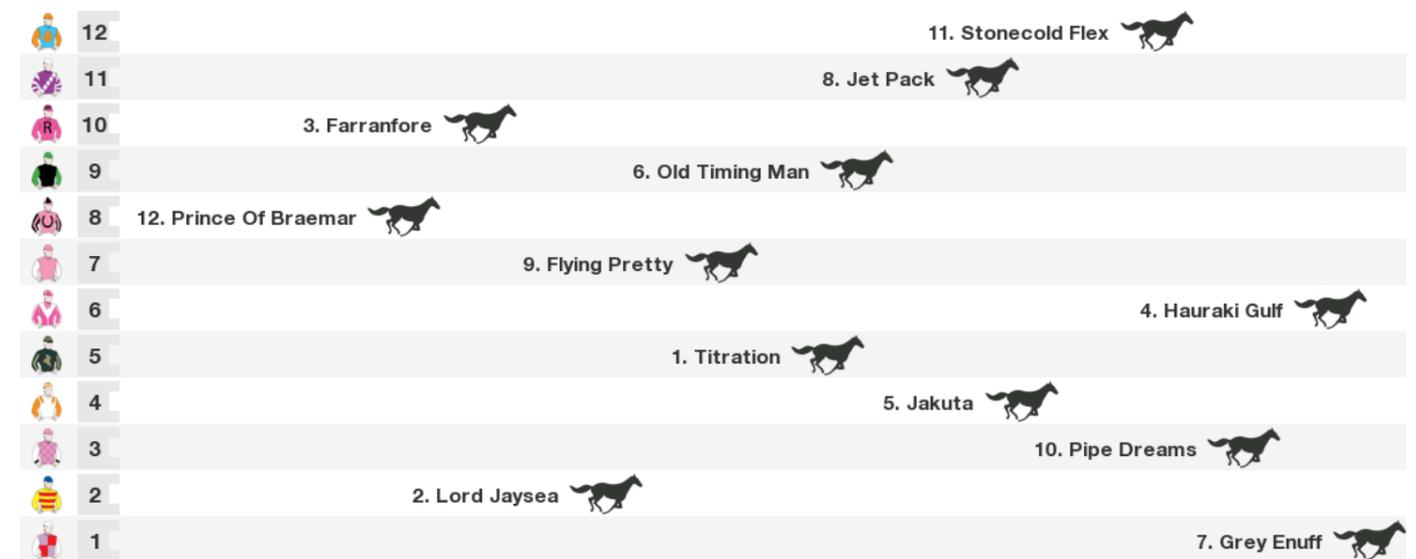 12 11. Stonecold Flex
11 8. Jet Pack
R 10 3. Farranfore
9 6. Old Timing Man
8 12. Prince Of Braemar
7 9. Flying Pretty
6 4. Hauraki Gulf
5 1. Titration
4 5. Jakuta
3 10. Pipe Dreams
2 2. Lord Jaysea
1 7. Grey Enuff